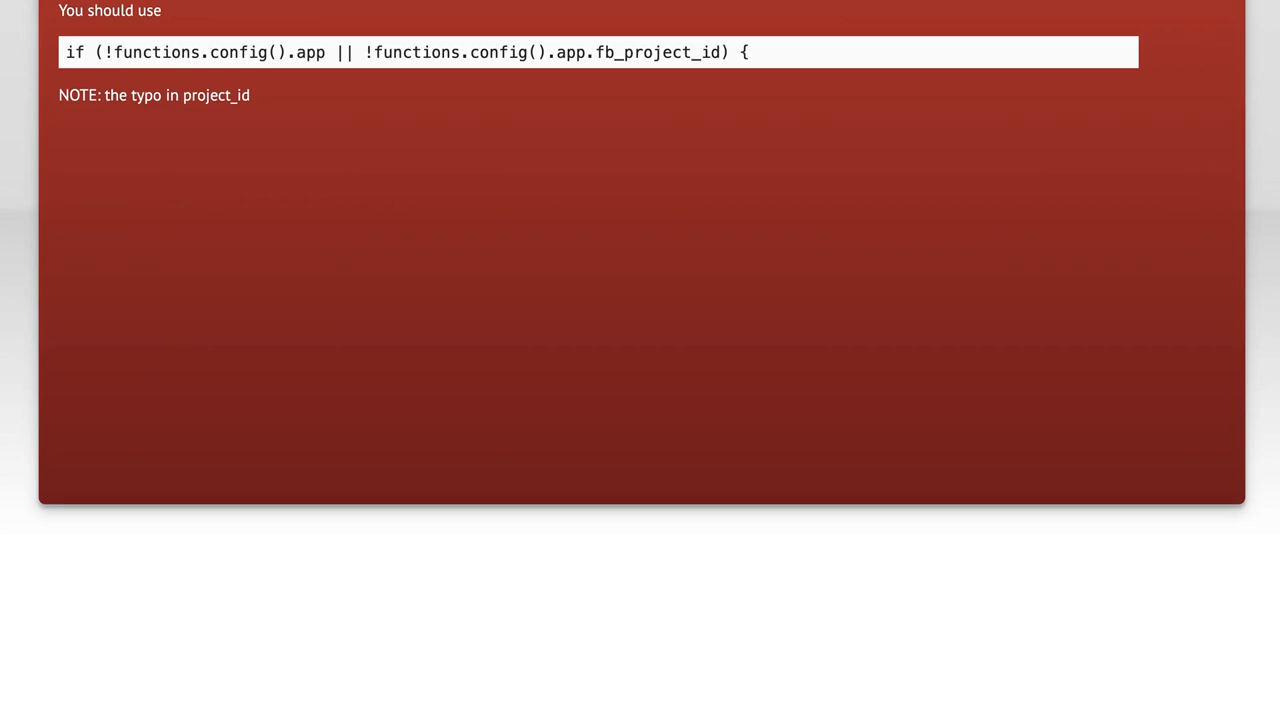 You should use
if (!functions.config().app || !functions.config().app.fb_project_id) {
NOTE: the typo in project_id